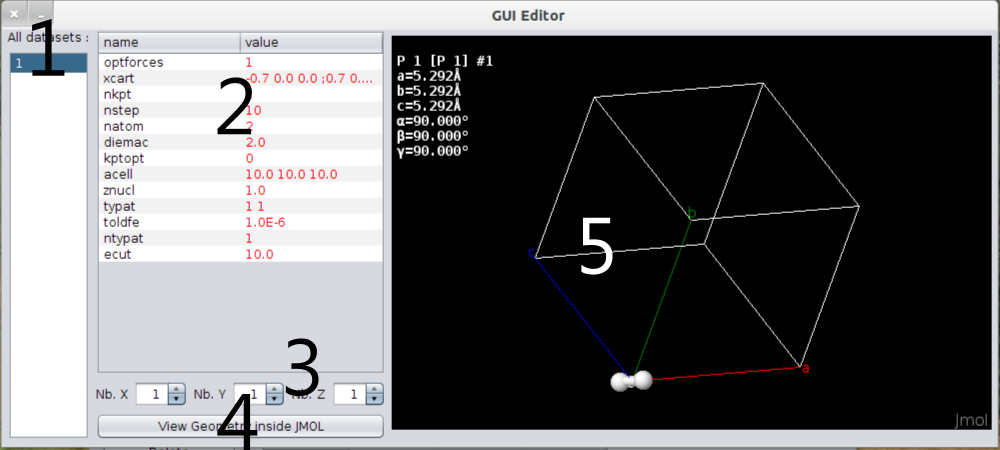 GUI Editor
All datasets :
1
1
name value
optforces 1
xcart -0.7 0.0 0.0 ;0.7 0....
nkpt
nstep 10
natom 2
diemac 2.0
kptopt 0
acell 10.0 10.0 10.0
znucl 1.0
typat 1 1
toldfe 1.0E-6
ntypat 1
ecut 10.0
2
3
Nb. X 1 Nb. Y 1 Nb. Z 1
4
View Geometry inside JMOL
P 1 [P 1] #1
a=5.292Å
b=5.292Å
c=5.292Å
α=90.000°
β=90.000°
γ=90.000°
b
5
c
a
Jmol